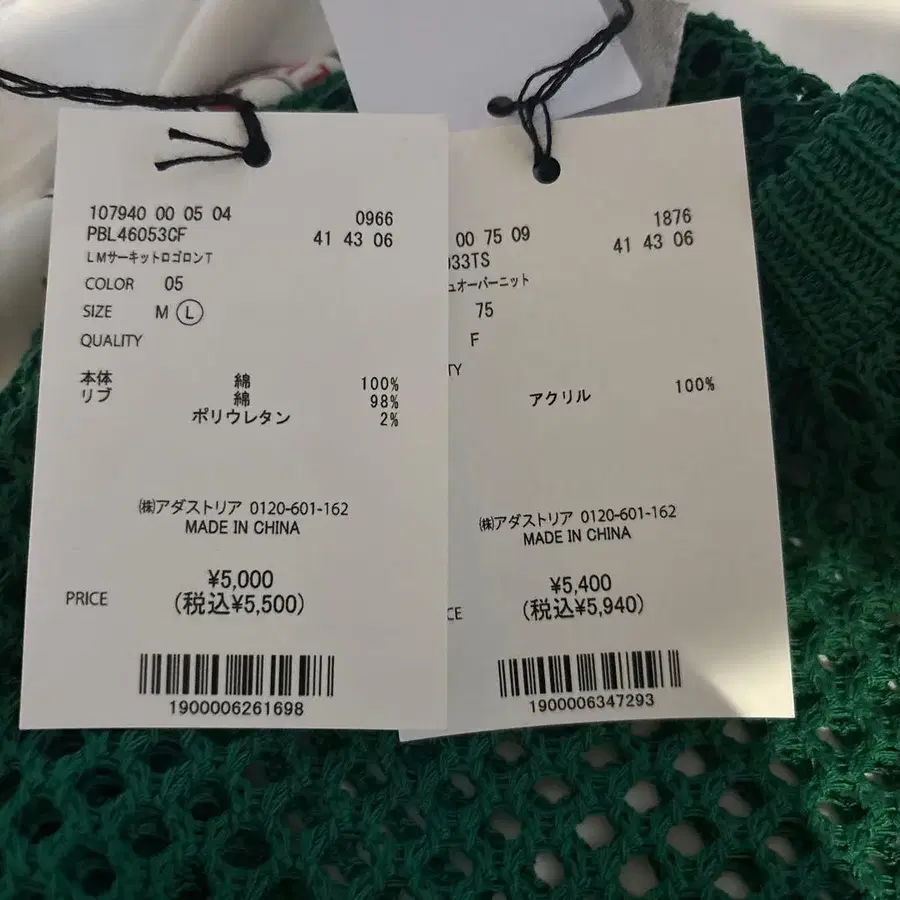 107940 00 05 04 0966
PBL46053CF 41 43 06
LMサーキットロゴロンT
COLOR 05
SIZE M L
QUALITY
本体 綿 100%
リブ 綿 98%
ポリウレタン 2%
㈱アダストリア 0120-601-162
MADE IN CHINA
PRICE ¥5,000
(税込¥5,500)
1900006261698
00 75 09 1876
033TS 41 43 06
ュオーバーニット
75
F
TY
アクリル 100%
㈱アダストリア 0120-601-162
MADE IN CHINA
CE ¥5,400
(税込¥5,940)
1900006347293